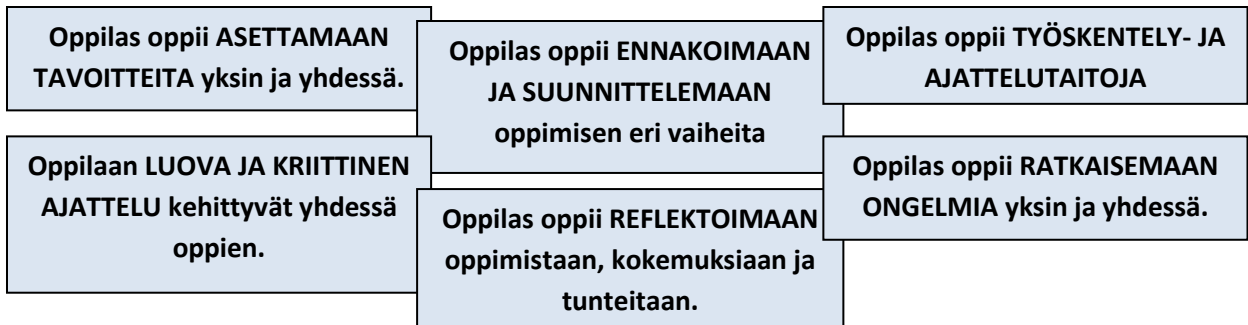 Oppilas oppii ASETTAMAAN
TAVOITTEITA yksin ja yhdessä.
Oppilas oppii ENNAKOIMAAN
JA SUUNNITTELEMAAN
oppimisen eri vaiheita
Oppilas oppii TYÖSKENTELY- JA
AJATTELUTAITOJA
Oppilaan LUOVA JA KRIITTINEN
AJATTELU kehittyvät yhdessä
oppien.
Oppilas oppii REFLEKTOIMAAN
oppimistaan, kokemuksiaan ja
tunteitaan.
Oppilas oppii RATKAISEMAAN
ONGELMIA yksin ja yhdessä.